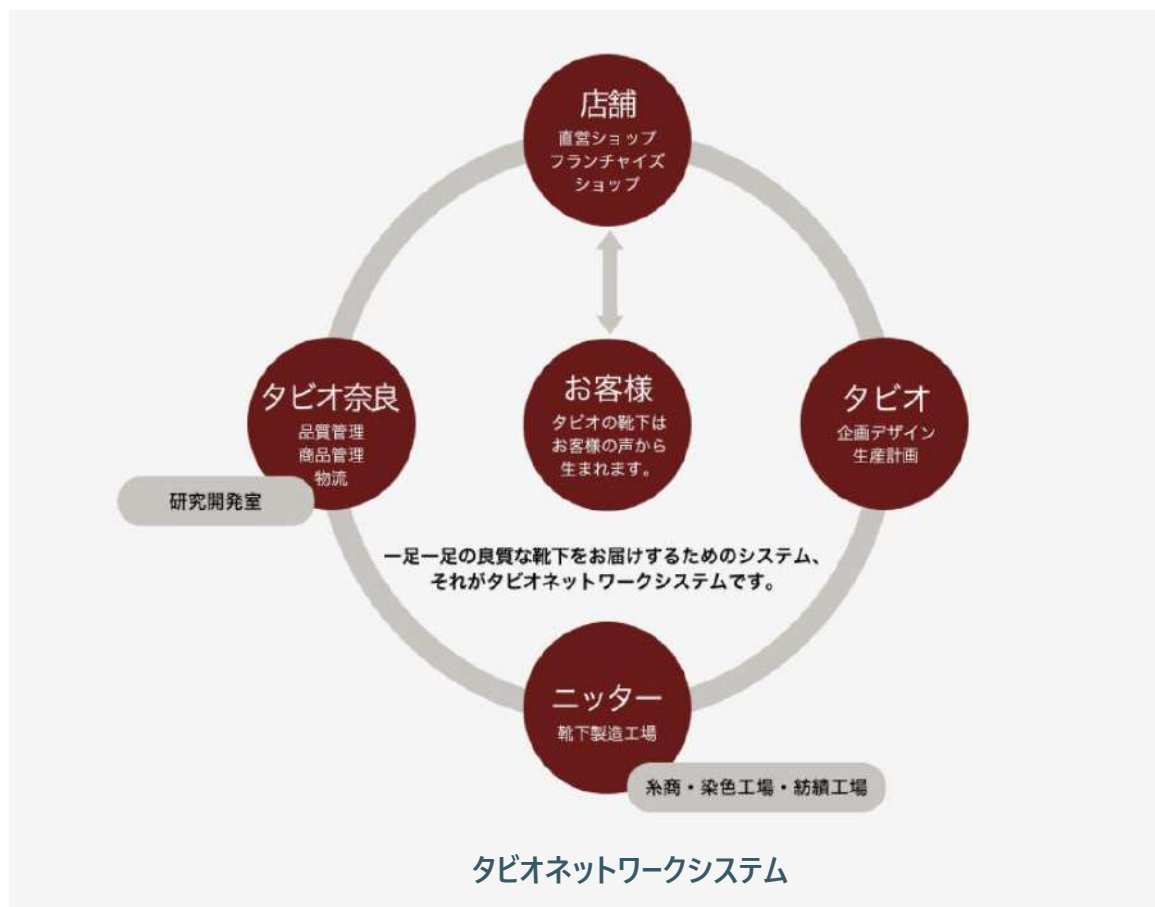 店舗
直営ショップ
フランチャイズ
ショップ
タビオ奈良
品質管理
商品管理
物流
研究開発室
お客様
タビオの靴下は
お客様の声から
生まれます。
タビオ
企画デザイン
生産計画
一足一足の良質な靴下をお届けするためのシステム、
それがタビオネットワークシステムです。
ニッター
靴下製造工場
糸商・染色工場・紡績工場
タビオネットワークシステム